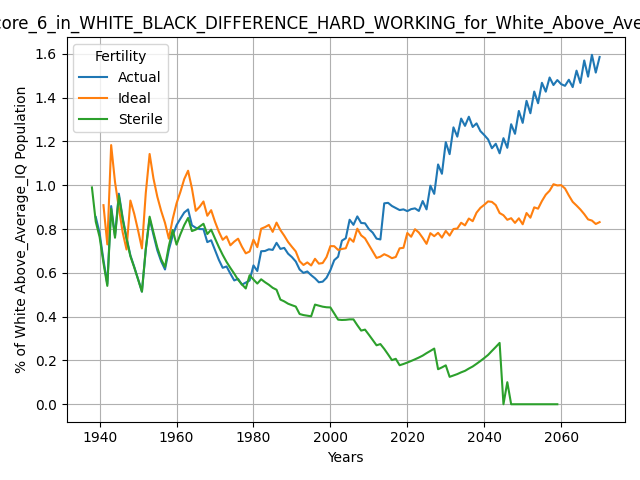 core_6_in_WHITE_BLACK_DIFFERENCE_HARD_WORKING_for_White_Above_Ave
Fertility
Actual
Ideal
Sterile
% of White Above_Average_IQ Population
1.6
1.4
1.2
1.0
0.8
0.6
0.4
0.2
0.0
1940 1960 1980 2000 2020 2040 2060
Years